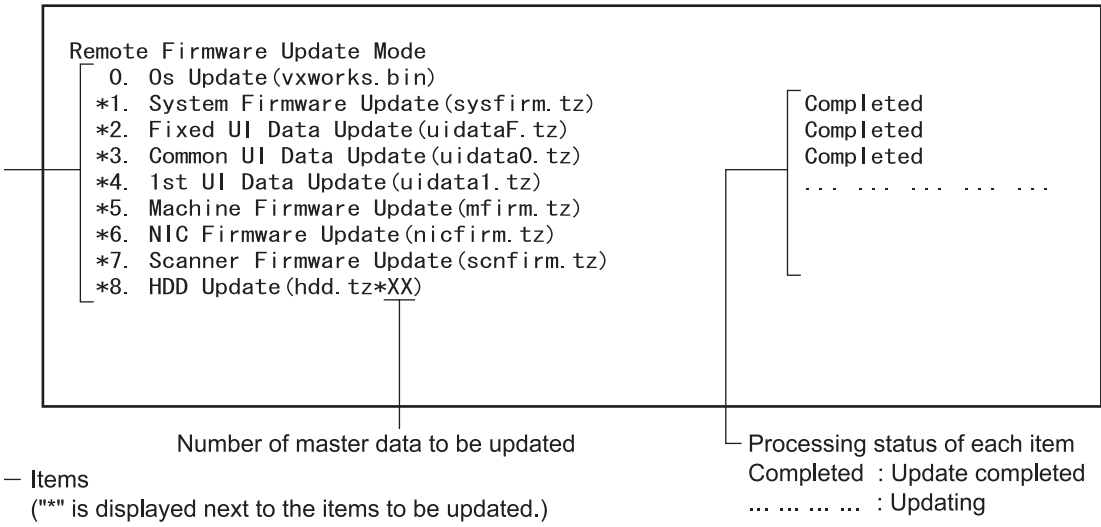 Remote Firmware Update Mode
0. Os Update(vxworks.bin)
*1. System Firmware Update(sysfirm.tz) Completed
*2. Fixed UI Data Update(uidataF.tz) Completed
*3. Common UI Data Update(uidata0.tz) Completed
*4. 1st UI Data Update(uidata1.tz) ... ... ... ... ...
*5. Machine Firmware Update(mfirm.tz)
*6. NIC Firmware Update(nicfirm.tz)
*7. Scanner Firmware Update(scnfirm.tz)
*8. HDD Update(hdd.tz*XX)
Number of master data to be updated
Processing status of each item
Completed : Update completed
... ... ... ... : Updating
Items
("*" is displayed next to the items to be updated.)